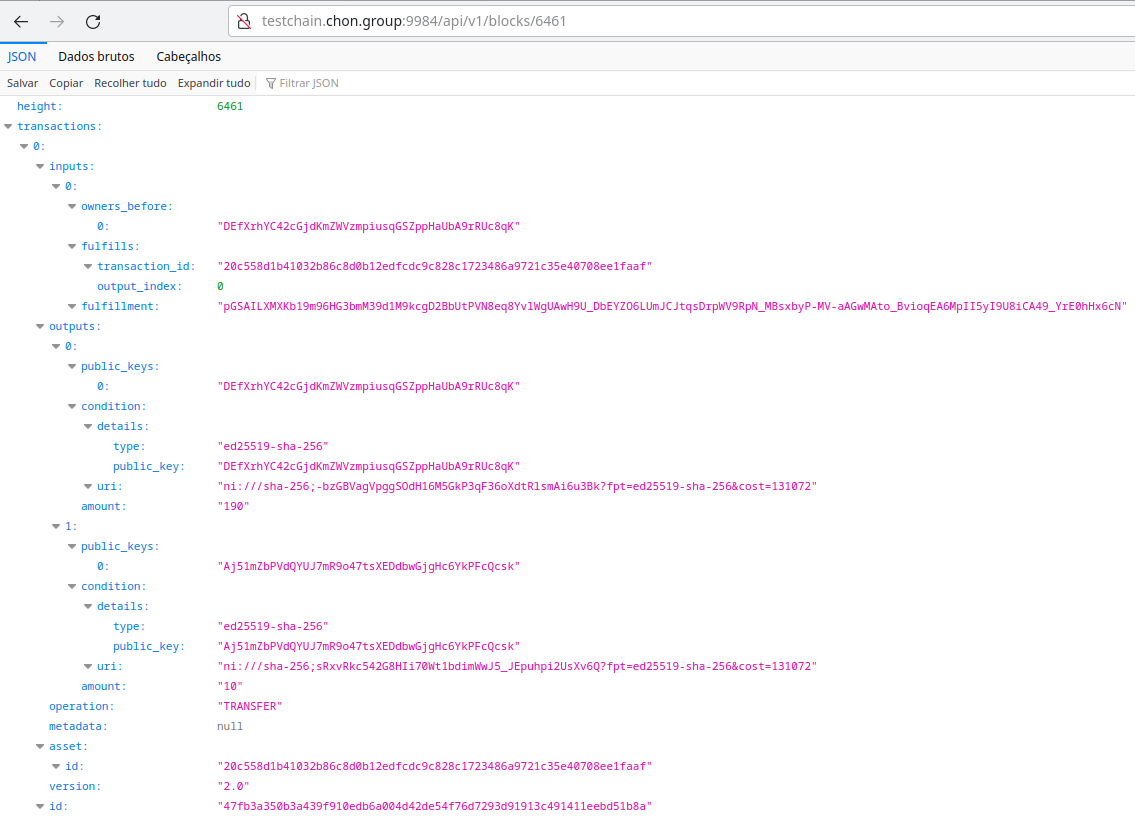 testchain.chon.group:9984/api/v1/blocks/6461
JSON Dados brutos Cabeçalhos
Salvar Copiar Recolher tudo Expandir tudo Filtrar JSON
height: 6461
transactions:
0:
inputs:
0:
owners_before:
0: "DEfXrhYC42cGjdKmZWVzmpiusqGSZppHaUbA9rRUc8qK"
fulfills:
transaction_id: "20c558d1b41032b86c8d0b12edfcdc9c828c1723486a9721c35e40708ee1faaf"
output_index: 0
fulfillment: "pGSAILXMXKb19m96HG3bmM39d1M9kcgD2BbUtPVN8eq8YvlWgUAwH9U_DbEYZO6LUmJCJtqsDrpWV9RpN_MBsxbyP-MV-aAGwMAto_BvioqEA6MpII5yI9U8iCA49_YrE0hHx6cN"
outputs:
0:
public_keys:
0: "DEfXrhYC42cGjdKmZWVzmpiusqGSZppHaUbA9rRUc8qK"
condition:
details:
type: "ed25519-sha-256"
public_key: "DEfXrhYC42cGjdKmZWVzmpiusqGSZppHaUbA9rRUc8qK"
uri: "ni:///sha-256;-bzGBVagVpggSOdH16M5GkP3qF36oXdtRlsmAi6u3Bk?fpt=ed25519-sha-256&cost=131072"
amount: "190"
1:
public_keys:
0: "Aj51mZbPVdQYUJ7mR9o47tsXEDdbwGjgHc6YkPFcQcsk"
condition:
details:
type: "ed25519-sha-256"
public_key: "Aj51mZbPVdQYUJ7mR9o47tsXEDdbwGjgHc6YkPFcQcsk"
uri: "ni:///sha-256;sRxvRkc542G8HIi70Wt1bdimWwJ5_JEpuhpi2UsXv6Q?fpt=ed25519-sha-256&cost=131072"
amount: "10"
operation: "TRANSFER"
metadata: null
asset:
id: "20c558d1b41032b86c8d0b12edfcdc9c828c1723486a9721c35e40708ee1faaf"
version: "2.0"
id: "47fb3a350b3a439f910edb6a004d42de54f76d7293d91913c491411eebd51b8a"